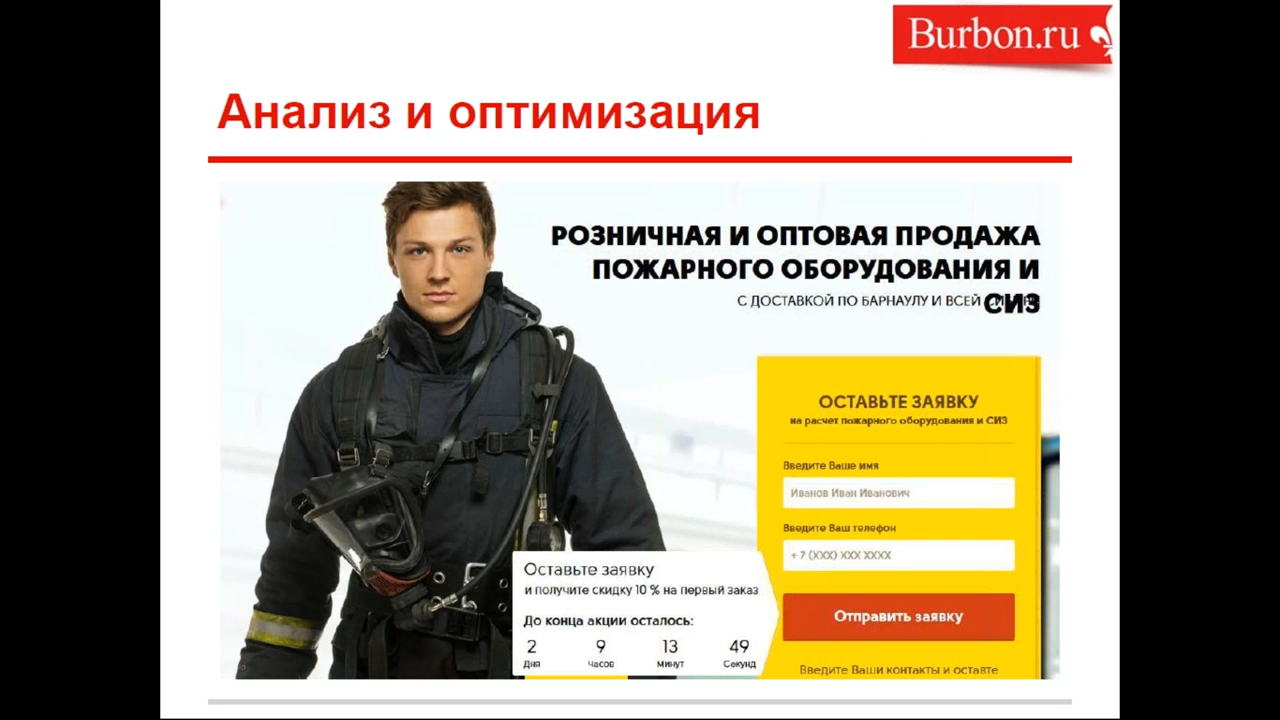 Burbon.ru
Анализ и оптимизация
РОЗНИЧНАЯ И ОПТОВАЯ ПРОДАЖА
ПОЖАРНОГО ОБОРУДОВАНИЯ И
СИЗ
С ДОСТАВКОЙ ПО БАРНАУЛУ И ВСЕЙ
ОСТАВЬТЕ ЗАЯВКУ
на расчет пожарного оборудования и СИЗ
Введите Ваше имя
Иванов Иван Иванович
Введите Ваш телефон
+ 7 (XXX) XXX XXXX
Отправить заявку
Введите Ваши контакты и оставте
Оставьте заявку
и получите скидку 10 % на первый заказ
До конца акции осталось:
2 9 13 49
Дня Часов Минут Секунд